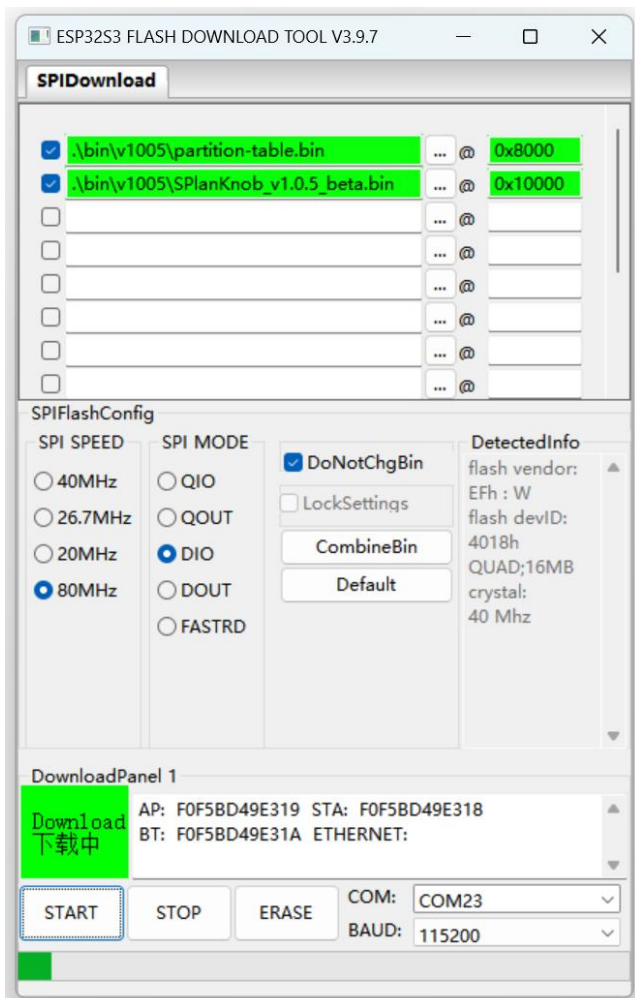 ESP32S3 FLASH DOWNLOAD TOOL V3.9.7
SPIDownload
.\bin\v1005\partition-table.bin ... @ 0x8000
.\bin\v1005\SPlanKnob_v1.0.5_beta.bin ... @ 0x10000
... @
... @
... @
... @
... @
... @
SPIFlashConfig
SPI SPEED
40MHz
26.7MHz
20MHz
80MHz
SPI MODE
QIO
QOUT
DIO
DOUT
FASTRD
DoNotChgBin
LockSettings
CombineBin
Default
DetectedInfo
flash vendor:
EFh : W
flash devID:
4018h
QUAD;16MB
crystal:
40 Mhz
DownloadPanel 1
Download
下载中
AP: F0F5BD49E319 STA: F0F5BD49E318
BT: F0F5BD49E31A ETHERNET:
START
STOP
ERASE
COM: COM23
BAUD: 115200